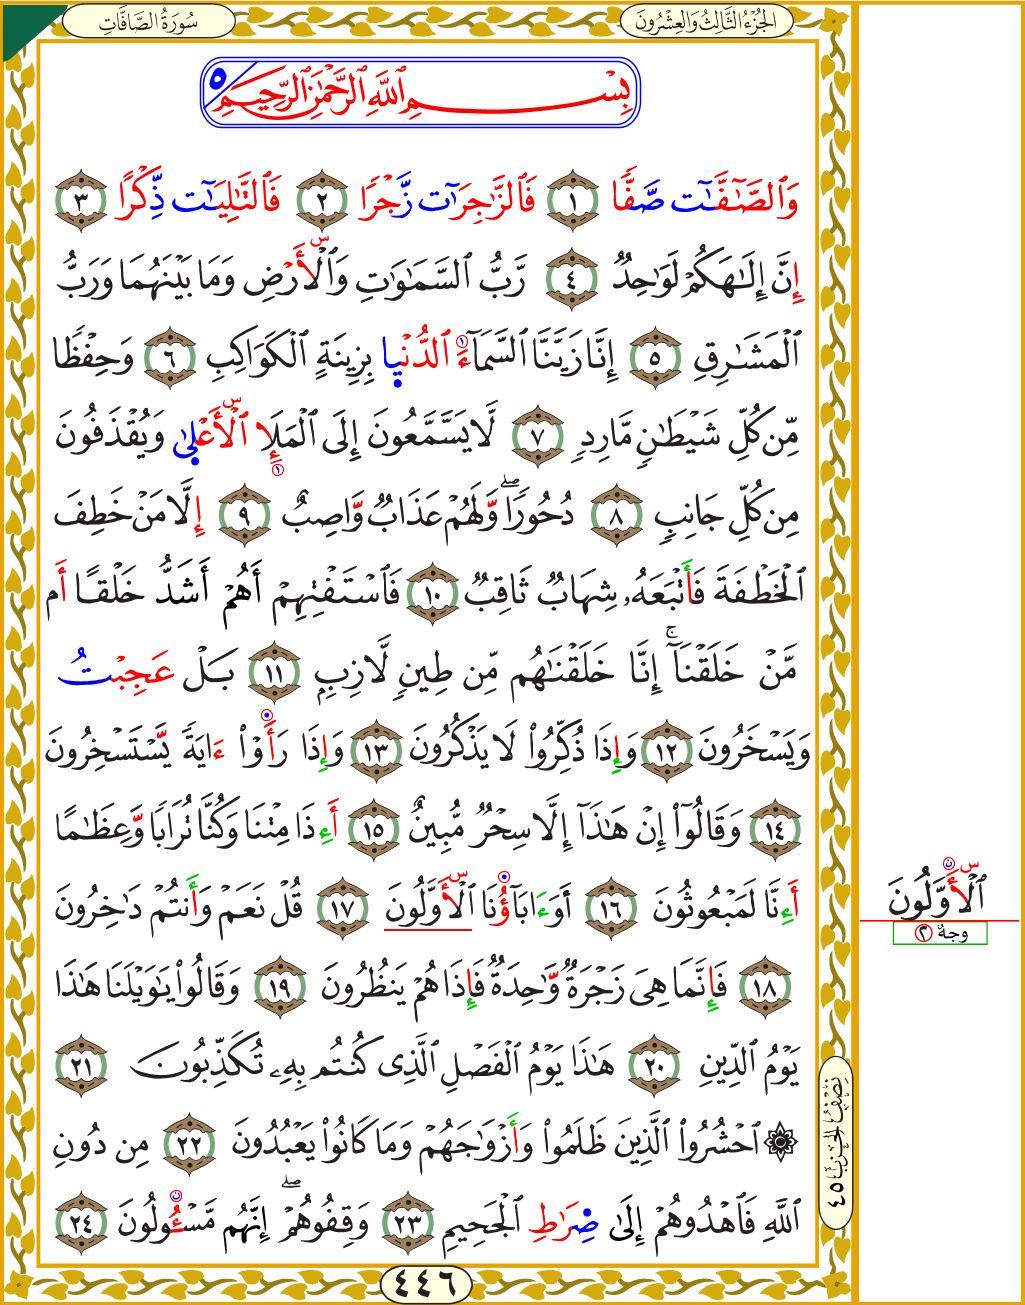 سُورَةُ الصَّافَّاتِ
الجُزْءُ الثَّالِثُ وَالعِشْرُونَ
بِسْمِ ٱللَّهِ ٱلرَّحْمَٰنِ ٱلرَّحِيمِ ٥
وَٱلصَّٰٓفَّٰٓت صَّفًّا ١ فَٱلزَّٰجِرَٰٓت زَّجْرًا ٢ فَٱلتَّٰلِيَٰٓت ذِّكْرًا ٣
إِنَّ إِلَٰهَكُمْ لَوَٰحِدٌ ٤ رَّبُّ ٱلسَّمَٰوَٰتِ وَٱلْأَرْضِ وَمَا بَيْنَهُمَا وَرَبُّ
ٱلْمَشَٰرِقِ ٥ إِنَّا زَيَّنَّا ٱلسَّمَآءَ ٱلدُّنْيا بِزِينَةِ ٱلْكَوَاكِبِ ٦ وَحِفْظًا
مِّن كُلِّ شَيْطَٰنٍ مَّارِدٍ ٧ لَا يَسَّمَّعُونَ إِلَى ٱلْمَلَإِ ٱلْأَعْلىٰ وَيُقْذَفُونَ
مِن كُلِّ جَانِبٍ ٨ دُحُورًا وَلَهُمْ عَذَابٌ وَاصِبٌ ٩ إِلَّا مَنْ خَطِفَ
ٱلْخَطْفَةَ فَأَتْبَعَهُۥ شِهَابٌ ثَاقِبٌ ١٠ فَٱسْتَفْتِهِمْ أَهُمْ أَشَدُّ خَلْقًا أَم
مَّنْ خَلَقْنَآ إِنَّا خَلَقْنَٰهُم مِّن طِينٍ لَّازِبٍ ١١ بَلْ عَجِبْتُ
وَيَسْخَرُونَ ١٢ وَإِذَا ذُكِّرُوا۟ لَا يَذْكُرُونَ ١٣ وَإِذَا رَأَوْا۟ ءَايَةً يَسْتَسْخِرُونَ
١٤ وَقَالُوٓا۟ إِنْ هَٰذَآ إِلَّا سِحْرٌ مُّبِينٌ ١٥ أَءِذَا مِتْنَا وَكُنَّا تُرَابًا وَعِظَٰمًا
أَءِنَّا لَمَبْعُوثُونَ ١٦ أَوَءَابَآؤُنَا ٱلْأَوَّلُونَ ١٧ قُلْ نَعَمْ وَأَنتُمْ دَٰخِرُونَ
ٱلْأَوَّلُونَ
وجهٌ ٢
١٨ فَإِنَّمَا هِىَ زَجْرَةٌ وَٰحِدَةٌ فَإِذَا هُمْ يَنظُرُونَ ١٩ وَقَالُوا۟ يَٰوَيْلَنَا هَٰذَا
يَوْمُ ٱلدِّينِ ٢٠ هَٰذَا يَوْمُ ٱلْفَصْلِ ٱلَّذِى كُنتُم بِهِۦ تُكَذِّبُونَ ٢١
۞ ٱحْشُرُوا۟ ٱلَّذِينَ ظَلَمُوا۟ وَأَزْوَٰجَهُمْ وَمَا كَانُوا۟ يَعْبُدُونَ ٢٢ مِن دُونِ
ٱللَّهِ فَٱهْدُوهُمْ إِلَىٰ صِرَٰطِ ٱلْجَحِيمِ ٢٣ وَقِفُوهُمْ إِنَّهُم مَّسْـُٔولُونَ ٢٤
نِصْفُ الحِزْبِ ٤٥
٤٤٦